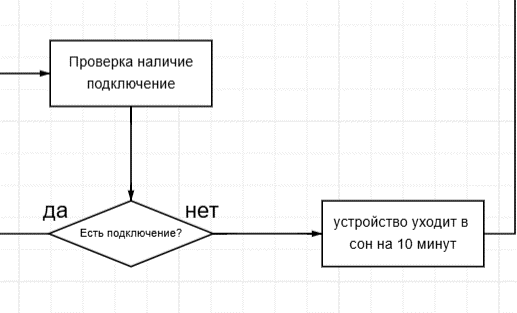 Проверка наличие
подключение
да
нет
Есть подключение?
устройство уходит в
сон на 10 минут